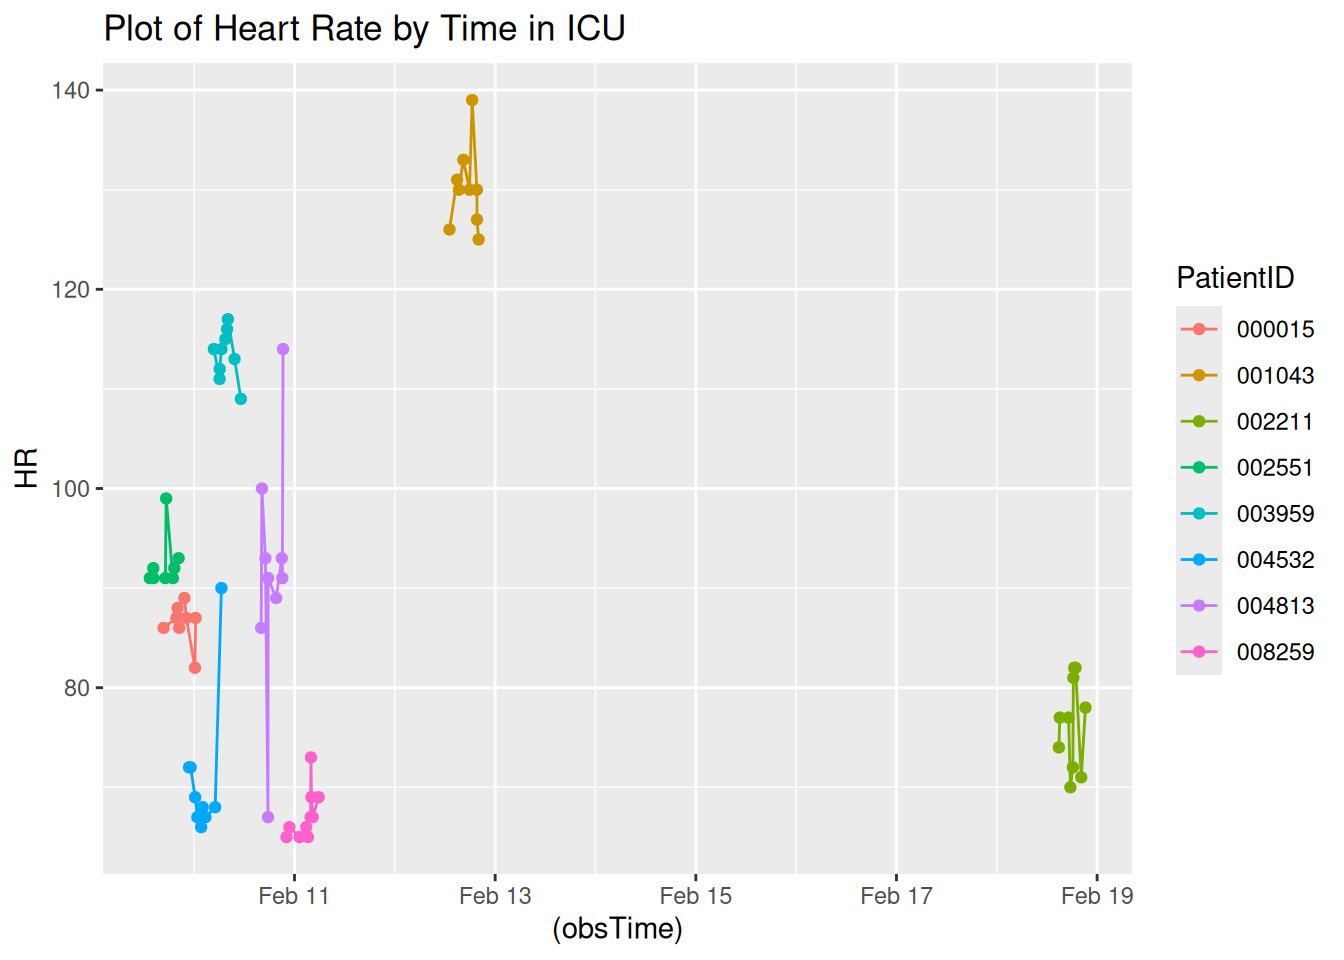 Plot of Heart Rate by Time in ICU
140
120
100
80
HR
Feb 11
Feb 13
Feb 15
Feb 17
Feb 19
(obsTime)
PatientID
000015
001043
002211
002551
003959
004532
004813
008259